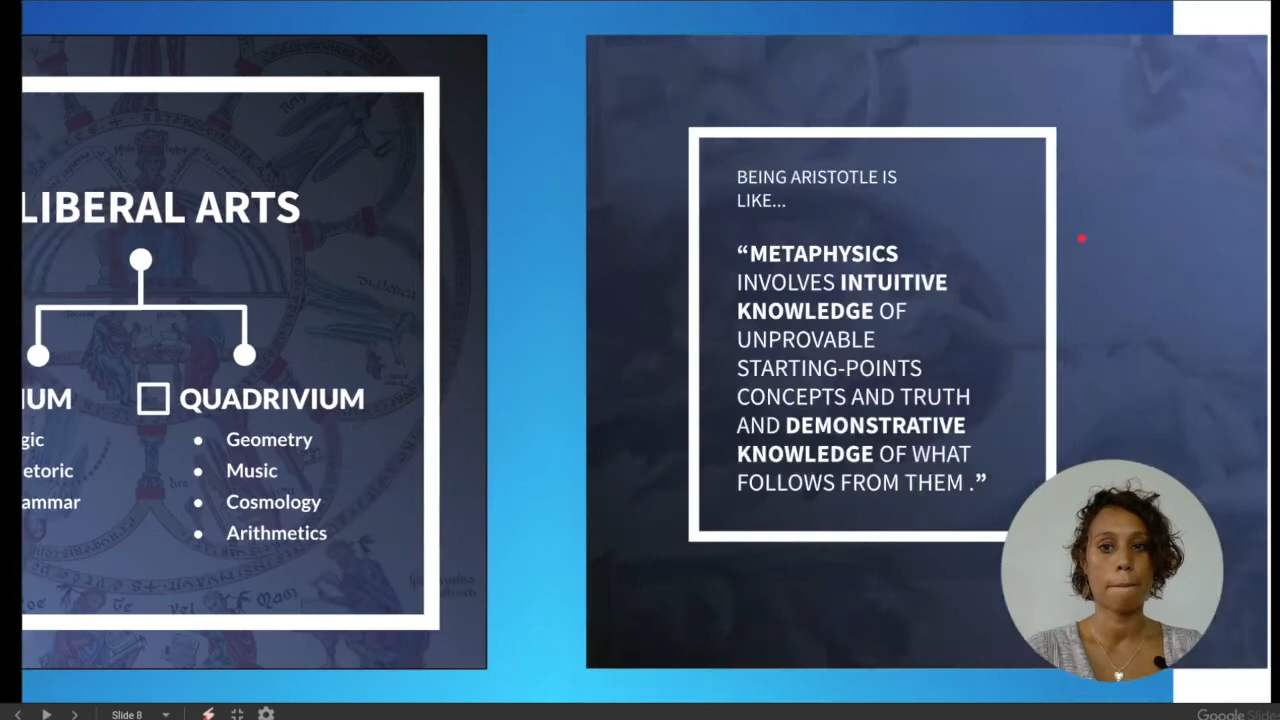 LIBERAL ARTS
IUM
gic
etoric
ammar
QUADRIVIUM
• Geometry
• Music
• Cosmology
• Arithmetics
BEING ARISTOTLE IS
LIKE...
“METAPHYSICS
INVOLVES INTUITIVE
KNOWLEDGE OF
UNPROVABLE
STARTING-POINTS
CONCEPTS AND TRUTH
AND DEMONSTRATIVE
KNOWLEDGE OF WHAT
FOLLOWS FROM THEM .”
Slide 8
Google Slide